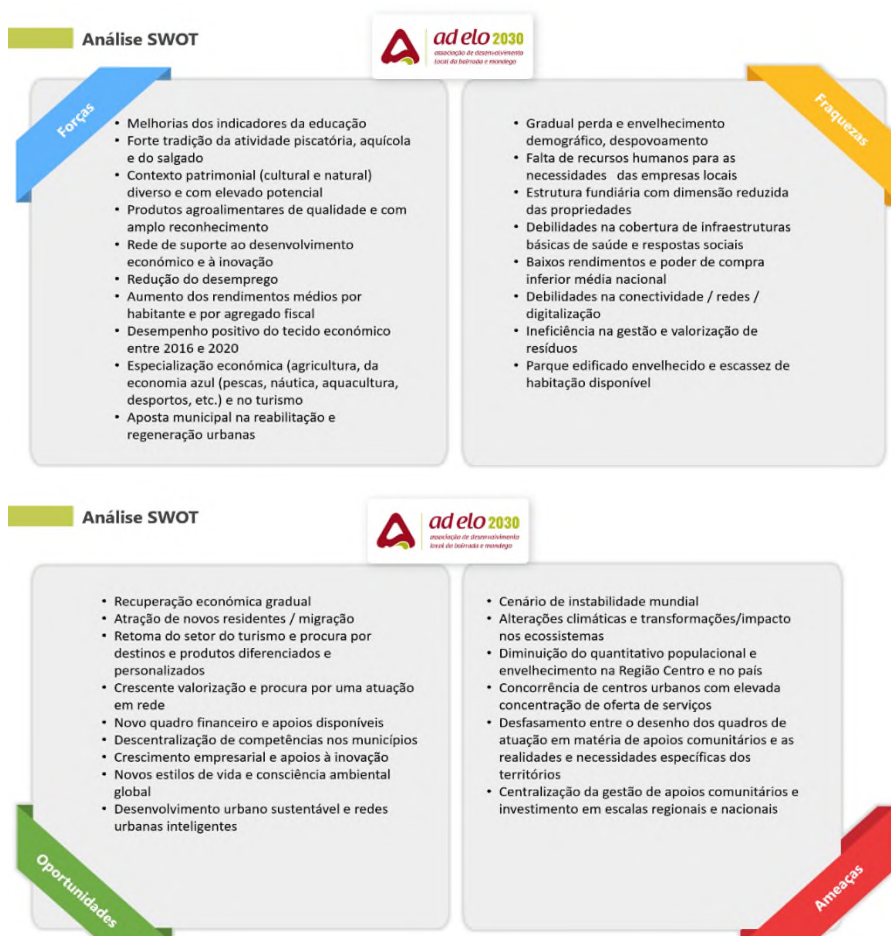 Análise SWOT
ad elo 2030
associação de desenvolvimento
local da bairrada e mondego
Forças
• Melhorias dos indicadores da educação
• Forte tradição da atividade piscatória, aquícola
e do salgado
• Contexto patrimonial (cultural e natural)
diverso e com elevado potencial
• Produtos agroalimentares de qualidade e com
amplo reconhecimento
• Rede de suporte ao desenvolvimento
económico e à inovação
• Redução do desemprego
• Aumento dos rendimentos médios por
habitante e por agregado fiscal
• Desempenho positivo do tecido económico
entre 2016 e 2020
• Especialização económica (agricultura, da
economia azul (pescas, náutica, aquacultura,
desportos, etc.) e no turismo
• Aposta municipal na reabilitação e
regeneração urbanas
Fraquezas
• Gradual perda e envelhecimento
demográfico, despovoamento
• Falta de recursos humanos para as
necessidades das empresas locais
• Estrutura fundiária com dimensão reduzida
das propriedades
• Debilidades na cobertura de infraestruturas
básicas de saúde e respostas sociais
• Baixos rendimentos e poder de compra
inferior média nacional
• Debilidades na conectividade / redes /
digitalização
• Ineficiência na gestão e valorização de
resíduos
• Parque edificado envelhecido e escassez de
habitação disponível
Análise SWOT
ad elo 2030
associação de desenvolvimento
local da bairrada e mondego
• Recuperação económica gradual
• Atração de novos residentes / migração
• Retoma do setor do turismo e procura por
destinos e produtos diferenciados e
personalizados
• Crescente valorização e procura por uma atuação
em rede
• Novo quadro financeiro e apoios disponíveis
• Descentralização de competências nos municípios
• Crescimento empresarial e apoios à inovação
• Novos estilos de vida e consciência ambiental
global
• Desenvolvimento urbano sustentável e redes
urbanas inteligentes
Oportunidades
• Cenário de instabilidade mundial
• Alterações climáticas e transformações/impacto
nos ecossistemas
• Diminuição do quantitativo populacional e
envelhecimento na Região Centro e no país
• Concorrência de centros urbanos com elevada
concentração de oferta de serviços
• Desfasamento entre o desenho dos quadros de
atuação em matéria de apoios comunitários e as
realidades e necessidades específicas dos
territórios
• Centralização da gestão de apoios comunitários e
investimento em escalas regionais e nacionais
Ameaças